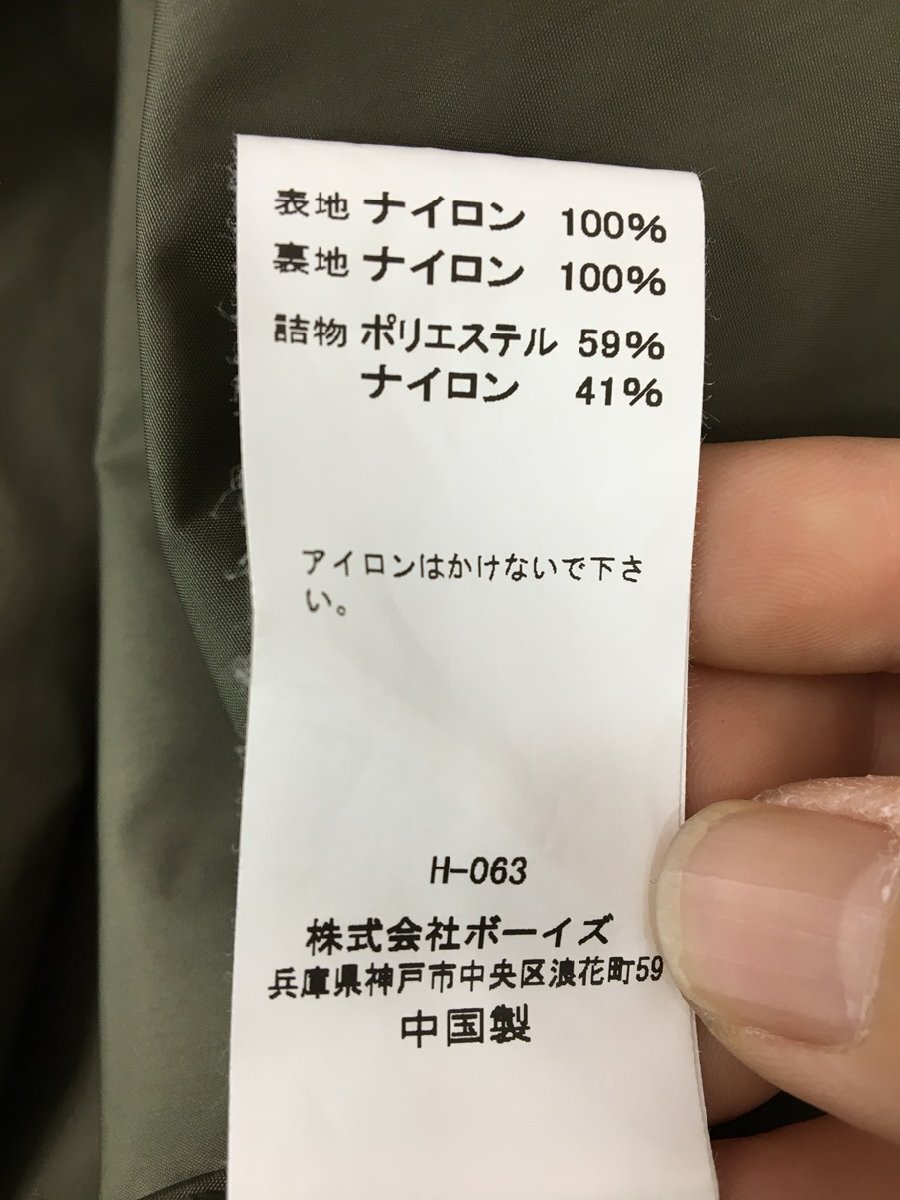 表地 ナイロン 100%
裏地 ナイロン 100%
詰物 ポリエステル 59%
ナイロン 41%
アイロンはかけないで下さ
い。
H-063
株式会社ボーイズ
兵庫県神戸市中央区浪花町59
中国製